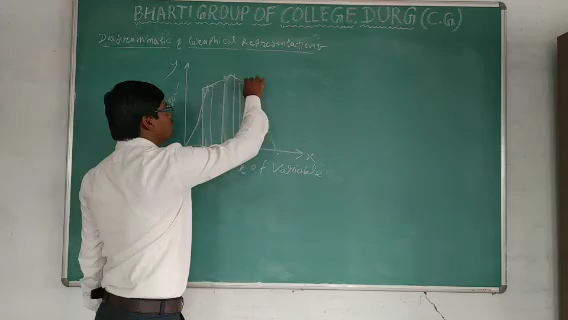 BHARTI GROUP OF COLLEGE, DURG (C.G)
Diagrammatic & Graphical Representations
y
X
of Variable